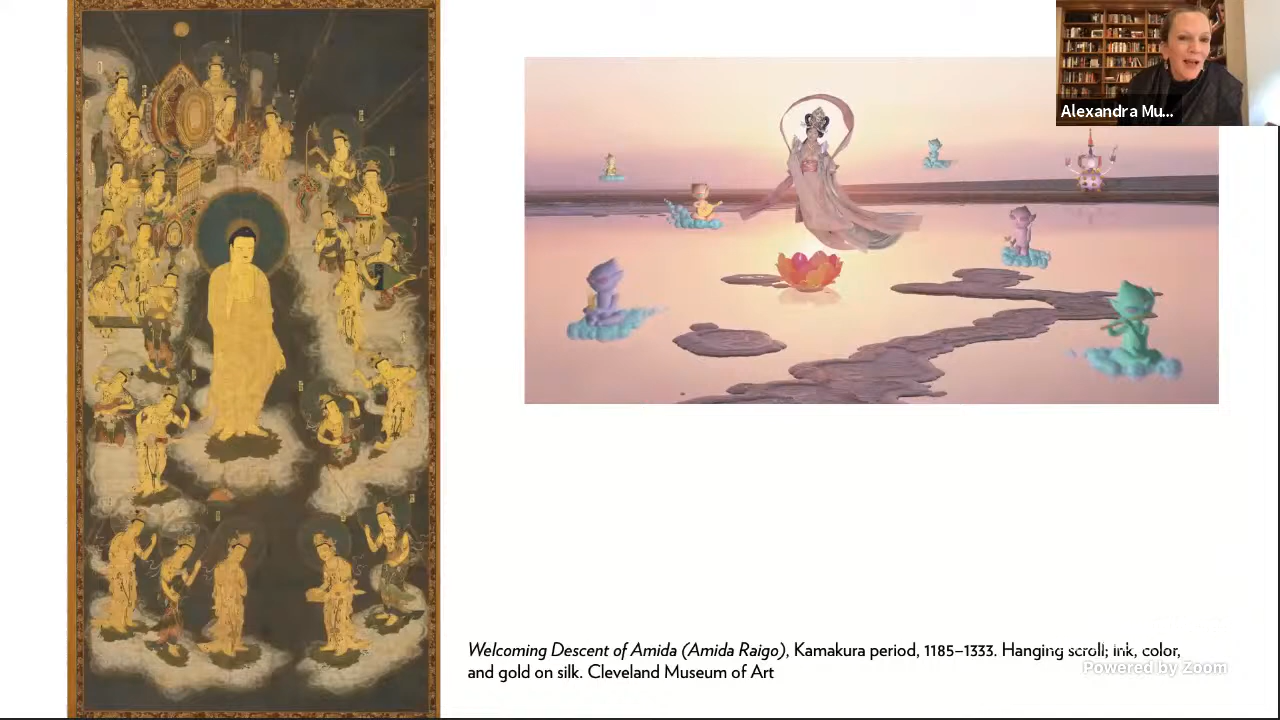 Alexandra Mu...
Welcoming Descent of Amida (Amida Raigo), Kamakura period, 1185–1333. Hanging scroll; ink, color,
and gold on silk. Cleveland Museum of Art
Powered by Zoom